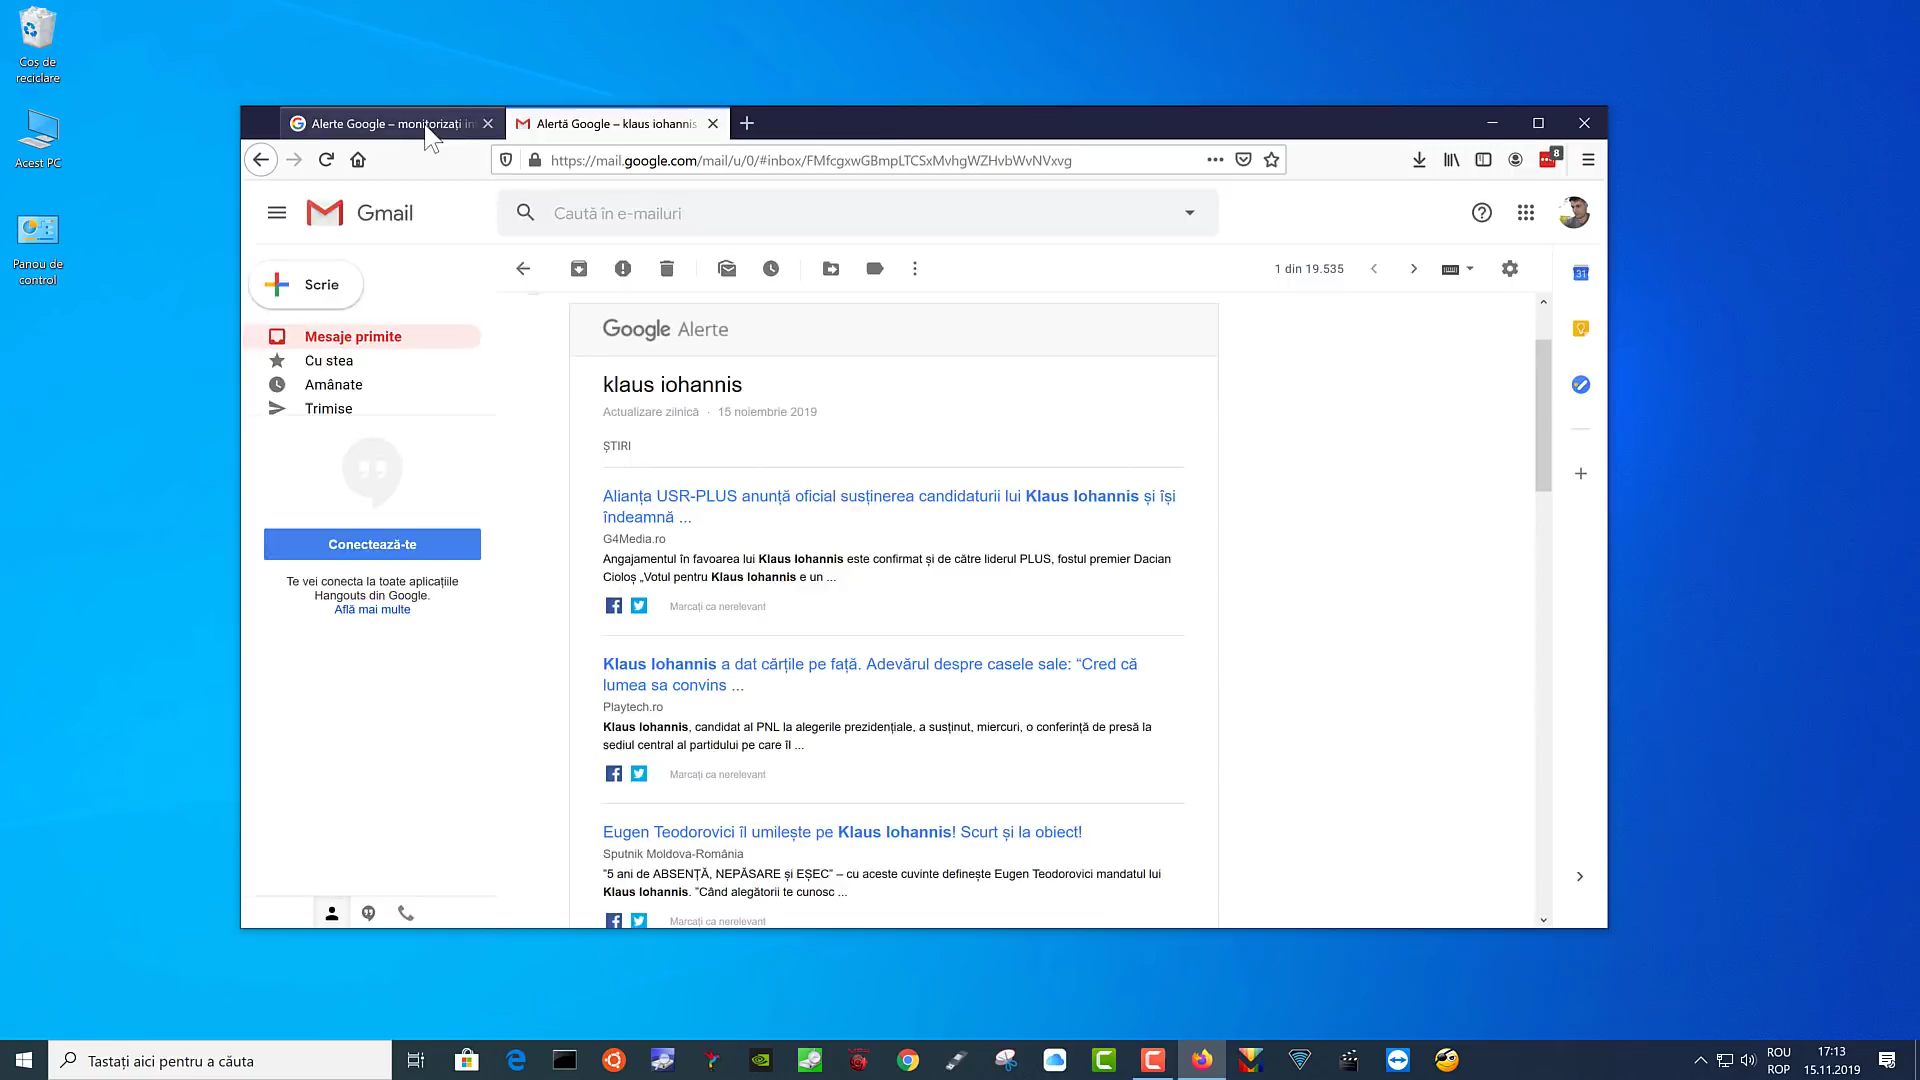 Coș de
reciclare
Acest PC
Panou de
control
Alerte Google – monitorizați in
Alertă Google – klaus iohannis
https://mail.google.com/mail/u/0/#inbox/FMfcgxwGBmpLTCSxMvhgWZHvbWvNVxvg
8
Gmail
Caută în e-mailuri
Scrie
1 din 19.535
31
Mesaje primite
Cu stea
Amânate
Trimise
Conectează-te
Te vei conecta la toate aplicațiile
Hangouts din Google.
Află mai multe
Google Alerte
klaus iohannis
Actualizare zilnică · 15 noiembrie 2019
ȘTIRI
Alianța USR-PLUS anunță oficial susținerea candidaturii lui Klaus Iohannis și își
îndeamnă ...
G4Media.ro
Angajamentul în favoarea lui Klaus Iohannis este confirmat și de către liderul PLUS, fostul premier Dacian
Cioloș „Votul pentru Klaus Iohannis e un ...
Marcați ca nerelevant
Klaus Iohannis a dat cărțile pe față. Adevărul despre casele sale: “Cred că
lumea sa convins ...
Playtech.ro
Klaus Iohannis, candidat al PNL la alegerile prezidențiale, a susținut, miercuri, o conferință de presă la
sediul central al partidului pe care îl ...
Marcați ca nerelevant
Eugen Teodorovici îl umilește pe Klaus Iohannis! Scurt și la obiect!
Sputnik Moldova-România
"5 ani de ABSENȚĂ, NEPĂSARE și EȘEC” – cu aceste cuvinte definește Eugen Teodorovici mandatul lui
Klaus Iohannis. "Când alegătorii te cunosc ...
Marcați ca nerelevant
Tastați aici pentru a căuta
ROU
ROP
17:13
15.11.2019